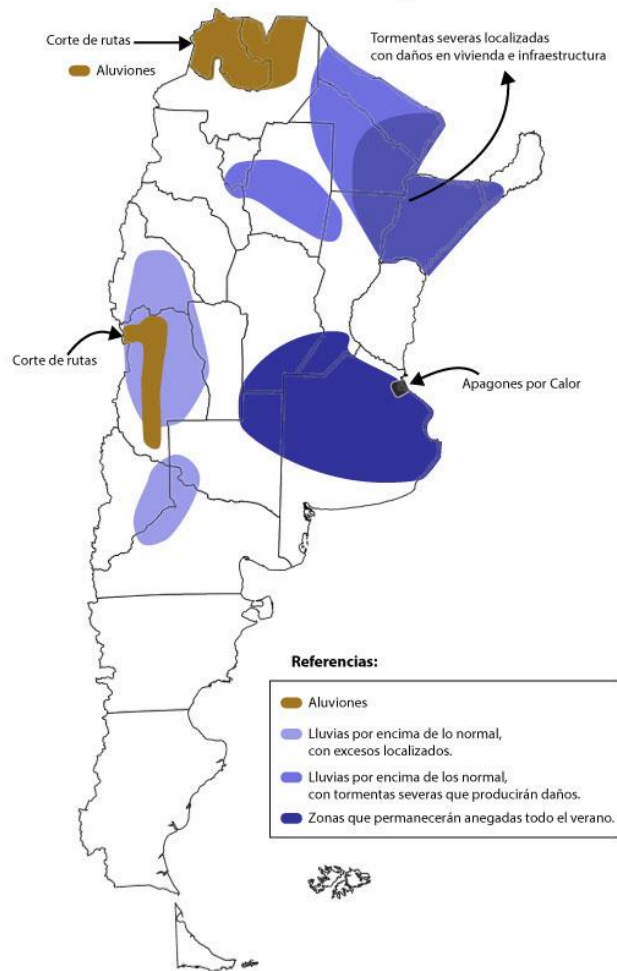 Corte de rutas
Aluviones
Tormentas severas localizadas
con daños en vivienda e infraestructura
Corte de rutas
Apagones por Calor
Referencias:
Aluviones
Lluvias por encima de lo normal,
con excesos localizados.
Lluvias por encima de los normal,
con tormentas severas que producirán daños.
Zonas que permanecerán anegadas todo el verano.